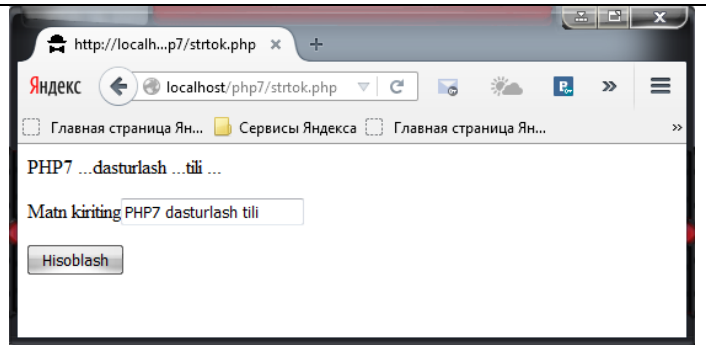 http://localh...p7/strtok.php × +
Яндекс localhost/php7/strtok.php
Главная страница Ян... Сервисы Яндекса Главная страница Ян... »
PHP7 ...dasturlash ...tili ...
Matn kiriting PHP7 dasturlash tili
Hisoblash